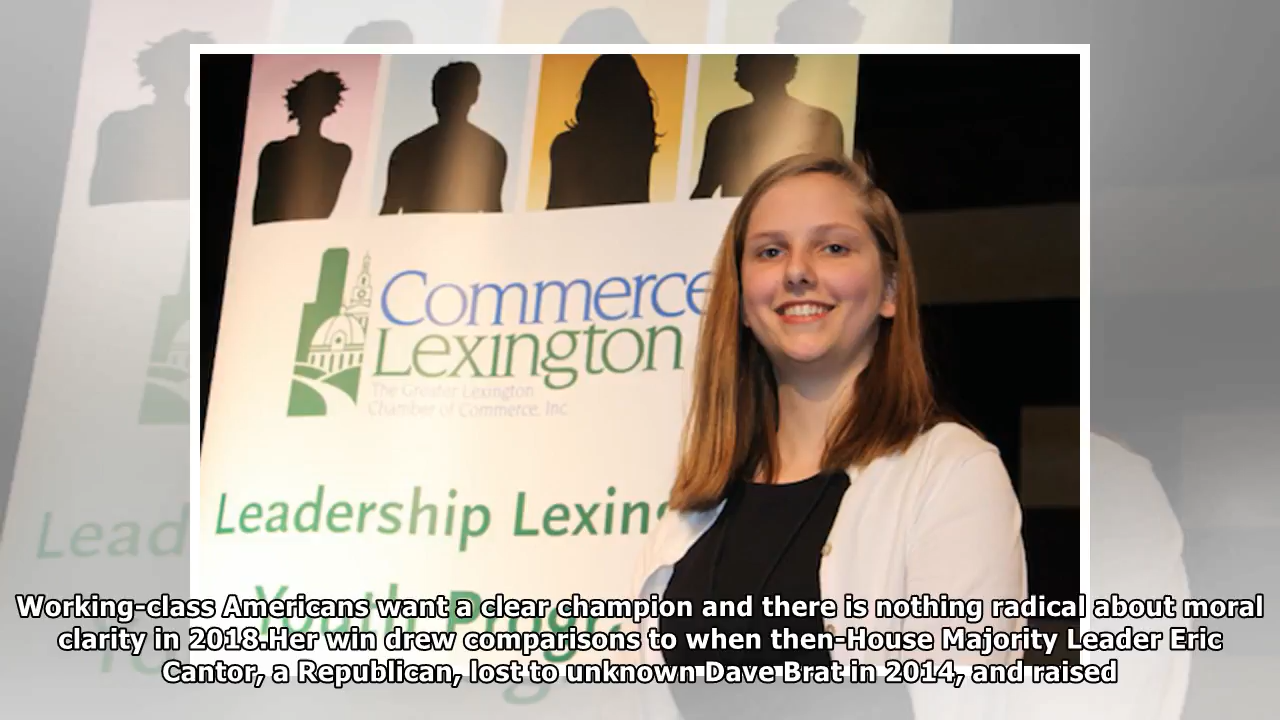 Commerce
Lexington
The Greater Lexington
Chamber of Commerce, Inc
Leadership Lexing
Youth Progr
Working-class Americans want a clear champion and there is nothing radical about moral
clarity in 2018.Her win drew comparisons to when then-House Majority Leader Eric
Cantor, a Republican, lost to unknown Dave Brat in 2014, and raised